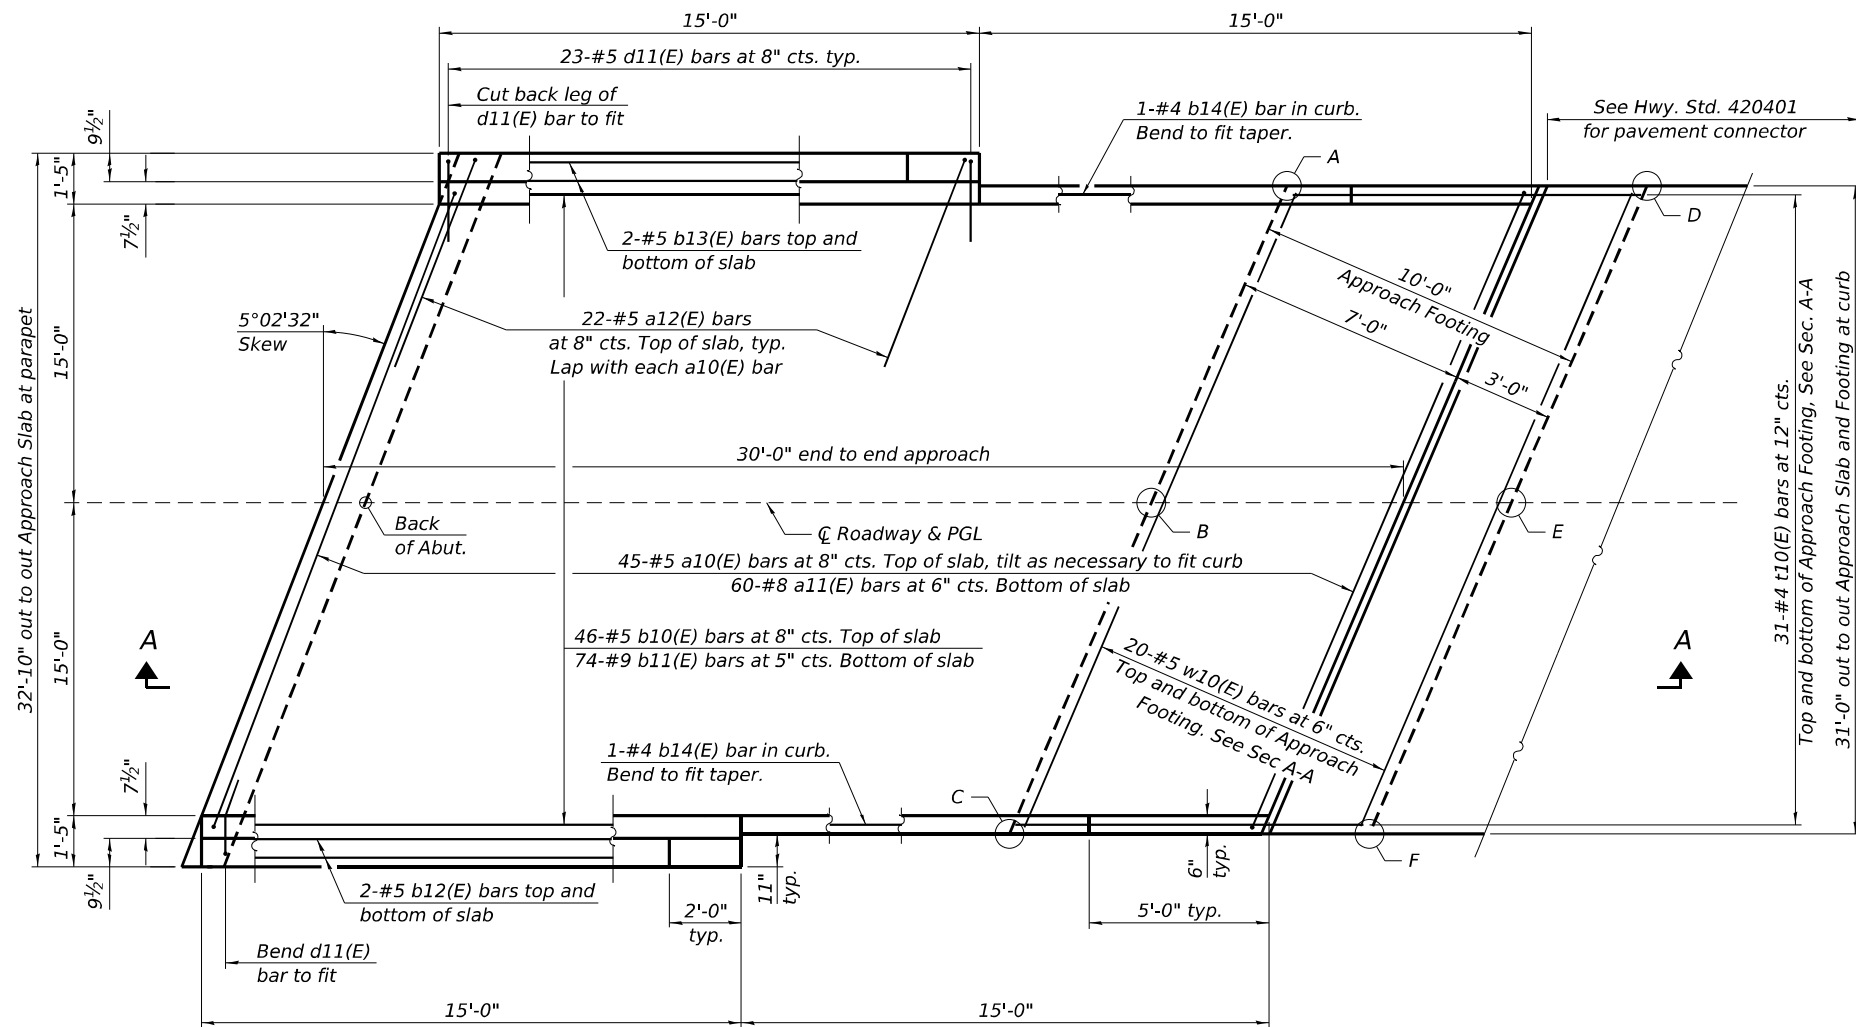 15'-0"
15'-0"
23-#5 d11(E) bars at 8" cts. typ.
Cut back leg of
d11(E) bar to fit
1-#4 b14(E) bar in curb.
Bend to fit taper.
See Hwy. Std. 420401
for pavement connector
9½"
1'-5"
7½"
A
D
2-#5 b13(E) bars top and
bottom of slab
10'-0"
Approach Footing
7'-0"
3'-0"
5°02'32"
Skew
22-#5 a12(E) bars
at 8" cts. Top of slab, typ.
Lap with each a10(E) bar
32'-10" out to out Approach Slab at parapet
15'-0"
15'-0"
30'-0" end to end approach
Back
of Abut.
℄ Roadway & PGL
B
E
45-#5 a10(E) bars at 8" cts. Top of slab, tilt as necessary to fit curb
60-#8 a11(E) bars at 6" cts. Bottom of slab
46-#5 b10(E) bars at 8" cts. Top of slab
74-#9 b11(E) bars at 5" cts. Bottom of slab
A
A
20-#5 w10(E) bars at 6" cts.
Top and bottom of Approach
Footing. See Sec A-A
31-#4 t10(E) bars at 12" cts.
Top and bottom of Approach Footing, See Sec. A-A
31'-0" out to out Approach Slab and Footing at curb
7½"
1'-5"
9½"
1-#4 b14(E) bar in curb.
Bend to fit taper.
C
F
2-#5 b12(E) bars top and
bottom of slab
2'-0"
typ.
11"
typ.
6"
typ.
5'-0" typ.
Bend d11(E)
bar to fit
15'-0"
15'-0"